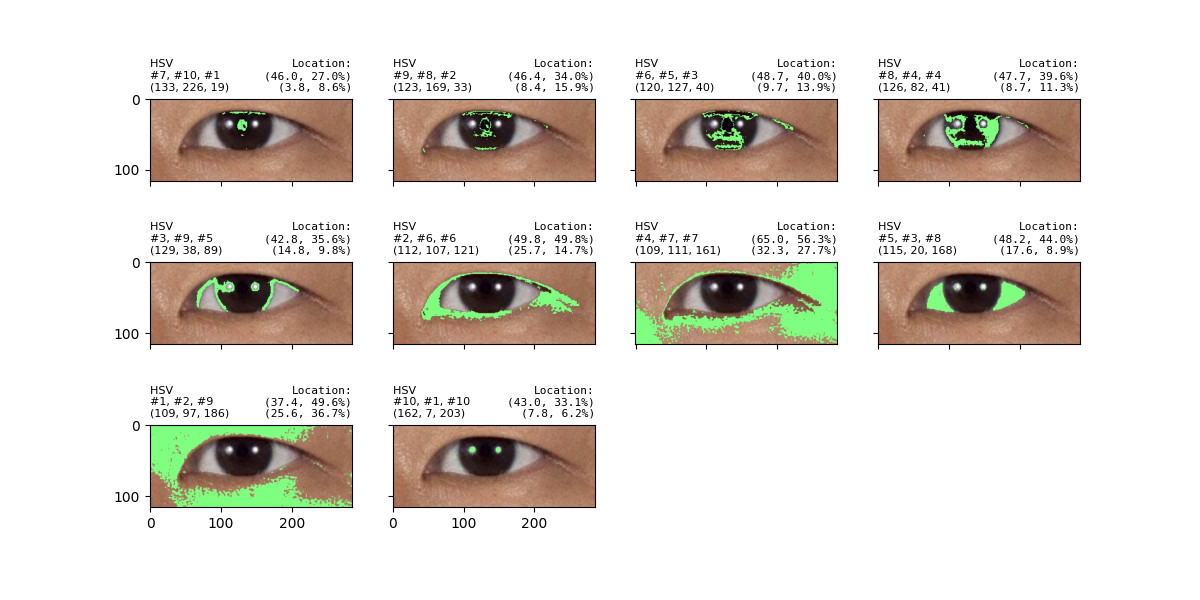 HSV Location:
#7, #10, #1 (46.0, 27.0%)
(133, 226, 19) (3.8, 8.6%)
HSV Location:
#9, #8, #2 (46.4, 34.0%)
(123, 169, 33) (8.4, 15.9%)
HSV Location:
#6, #5, #3 (48.7, 40.0%)
(120, 127, 40) (9.7, 13.9%)
HSV Location:
#8, #4, #4 (47.7, 39.6%)
(126, 82, 41) (8.7, 11.3%)
0
100
HSV Location:
#3, #9, #5 (42.8, 35.6%)
(129, 38, 89) (14.8, 9.8%)
HSV Location:
#2, #6, #6 (49.8, 49.8%)
(112, 107, 121) (25.7, 14.7%)
HSV Location:
#4, #7, #7 (65.0, 56.3%)
(109, 111, 161) (32.3, 27.7%)
HSV Location:
#5, #3, #8 (48.2, 44.0%)
(115, 20, 168) (17.6, 8.9%)
0
100
HSV Location:
#1, #2, #9 (37.4, 49.6%)
(109, 97, 186) (25.6, 36.7%)
HSV Location:
#10, #1, #10 (43.0, 33.1%)
(162, 7, 203) (7.8, 6.2%)
0
100
0 100 200
0 100 200